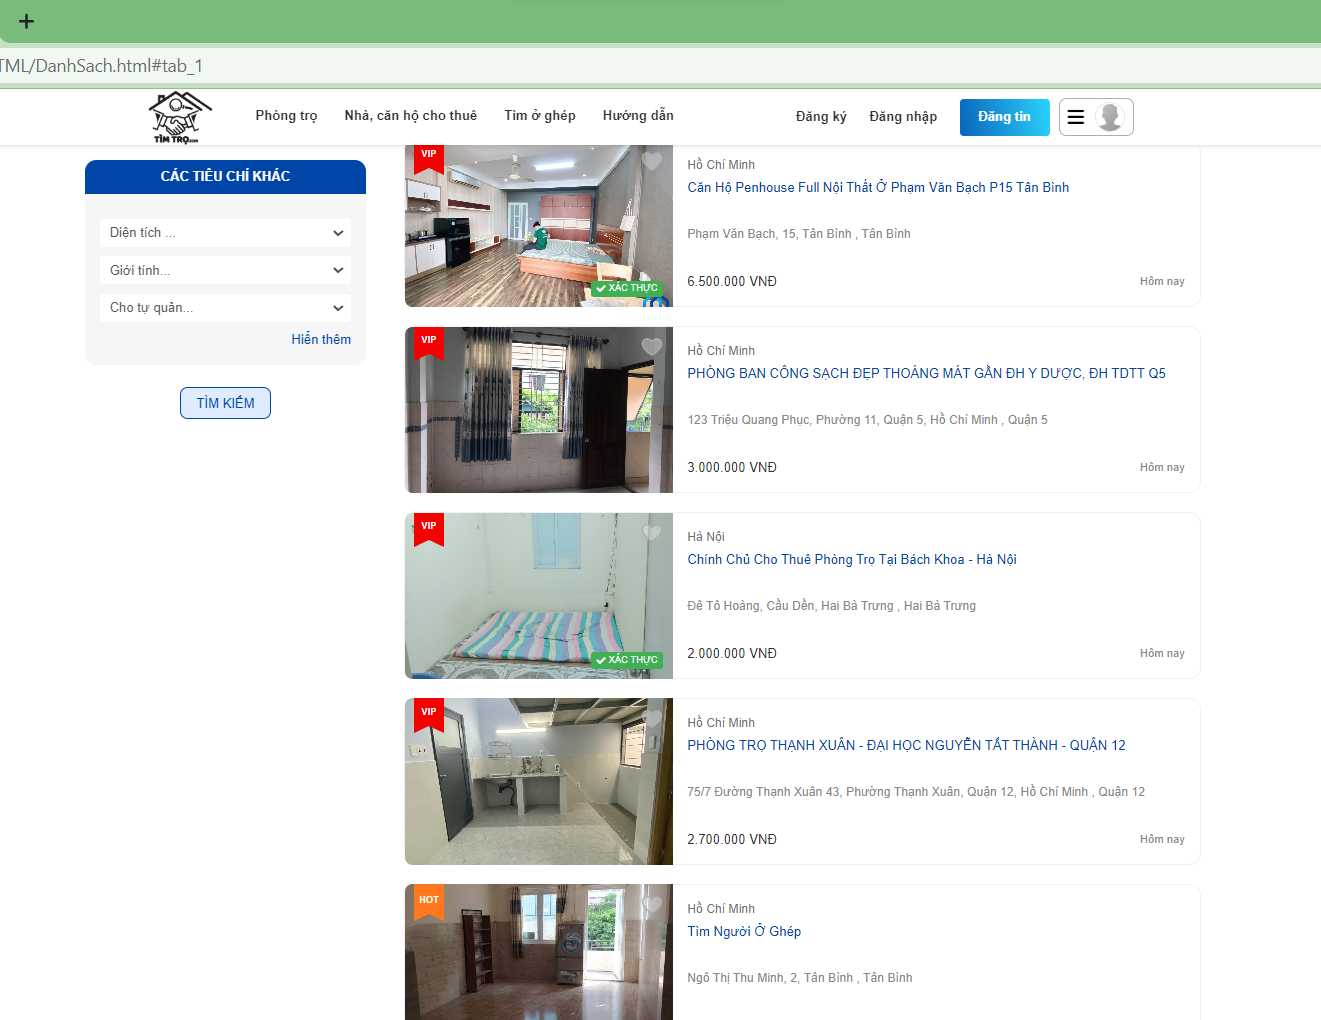 TML/DanhSach.html#tab_1
TÌM TRỌ.com
Phòng trọ
Nhà, căn hộ cho thuê
Tìm ở ghép
Hướng dẫn
Đăng ký
Đăng nhập
Đăng tin
CÁC TIÊU CHÍ KHÁC
Diện tích ...
Giới tính...
Cho tự quản...
Hiển thêm
TÌM KIẾM
VIP
XÁC THỰC
Hồ Chí Minh
Căn Hộ Penhouse Full Nội Thất Ở Phạm Văn Bạch P15 Tân Bình
Phạm Văn Bạch, 15, Tân Bình , Tân Bình
6.500.000 VNĐ
Hôm nay
VIP
Hồ Chí Minh
PHÒNG BAN CÔNG SẠCH ĐẸP THOÁNG MÁT GẦN ĐH Y DƯỢC, ĐH TDTT Q5
123 Triệu Quang Phục, Phường 11, Quận 5, Hồ Chí Minh , Quận 5
3.000.000 VNĐ
Hôm nay
VIP
XÁC THỰC
Hà Nội
Chính Chủ Cho Thuê Phòng Trọ Tại Bách Khoa - Hà Nội
Đê Tô Hoàng, Cầu Dền, Hai Bà Trưng , Hai Bà Trưng
2.000.000 VNĐ
Hôm nay
VIP
Hồ Chí Minh
PHÒNG TRỌ THẠNH XUÂN - ĐẠI HỌC NGUYỄN TẤT THÀNH - QUẬN 12
75/7 Đường Thạnh Xuân 43, Phường Thạnh Xuân, Quận 12, Hồ Chí Minh , Quận 12
2.700.000 VNĐ
Hôm nay
HOT
Hồ Chí Minh
Tìm Người Ở Ghép
Ngô Thị Thu Minh, 2, Tân Bình , Tân Bình